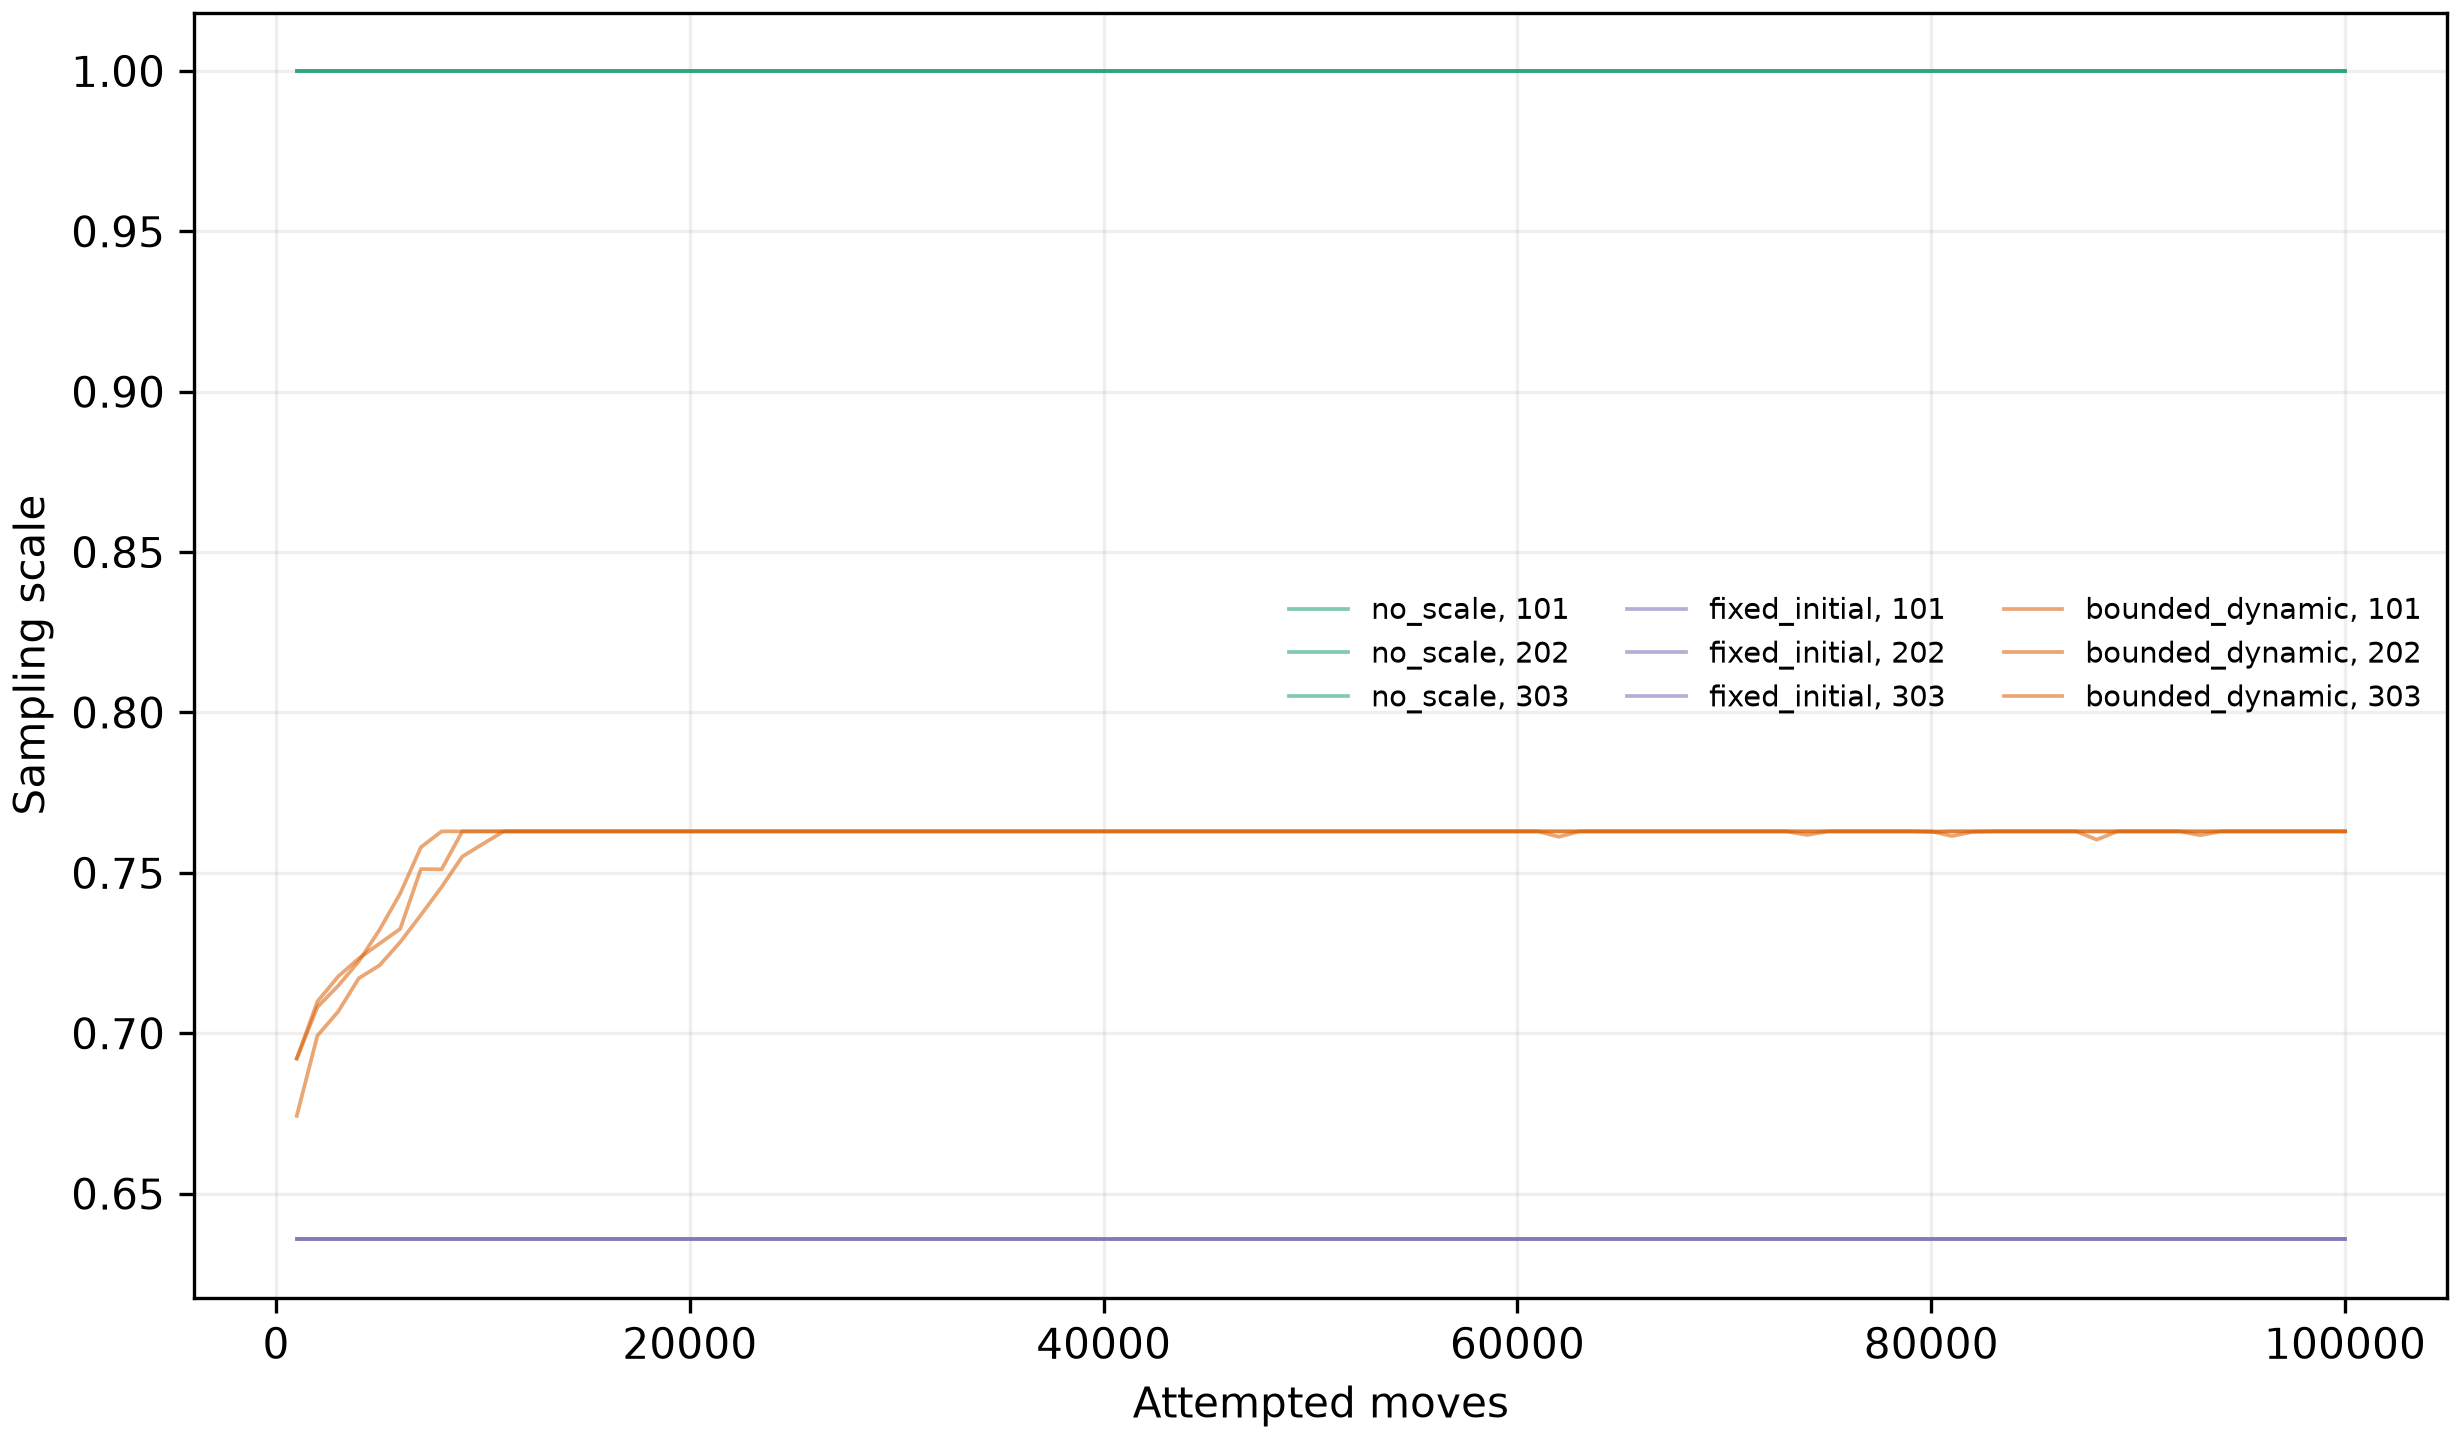 1.00
0.95
0.90
0.85
0.80
0.75
0.70
0.65
Sampling scale
no_scale, 101 fixed_initial, 101 bounded_dynamic, 101
no_scale, 202 fixed_initial, 202 bounded_dynamic, 202
no_scale, 303 fixed_initial, 303 bounded_dynamic, 303
0 20000 40000 60000 80000 100000
Attempted moves